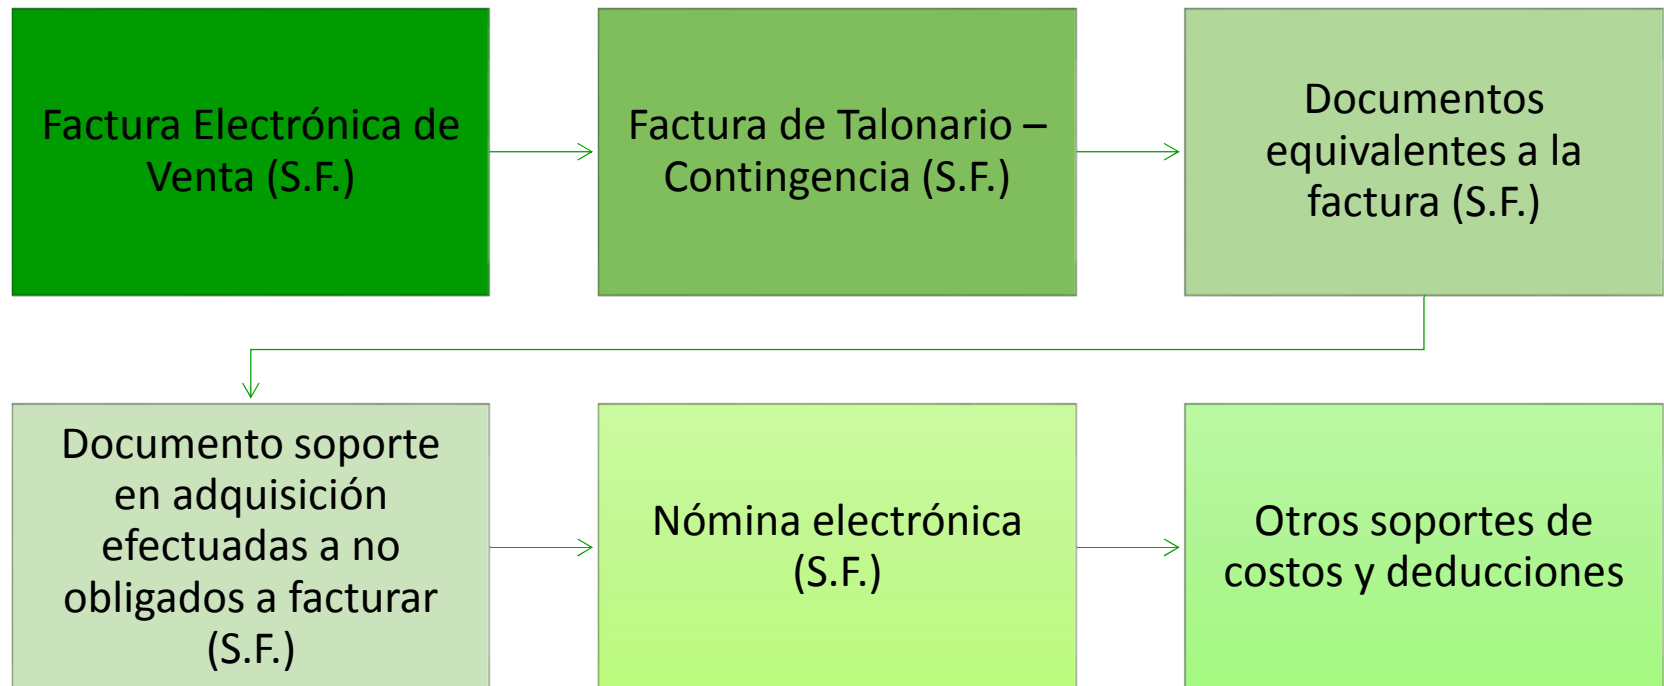 Factura Electrónica de
Venta (S.F.)
Factura de Talonario –
Contingencia (S.F.)
Documentos
equivalentes a la
factura (S.F.)
Documento soporte
en adquisición
efectuadas a no
obligados a facturar
(S.F.)
Nómina electrónica
(S.F.)
Otros soportes de
costos y deducciones